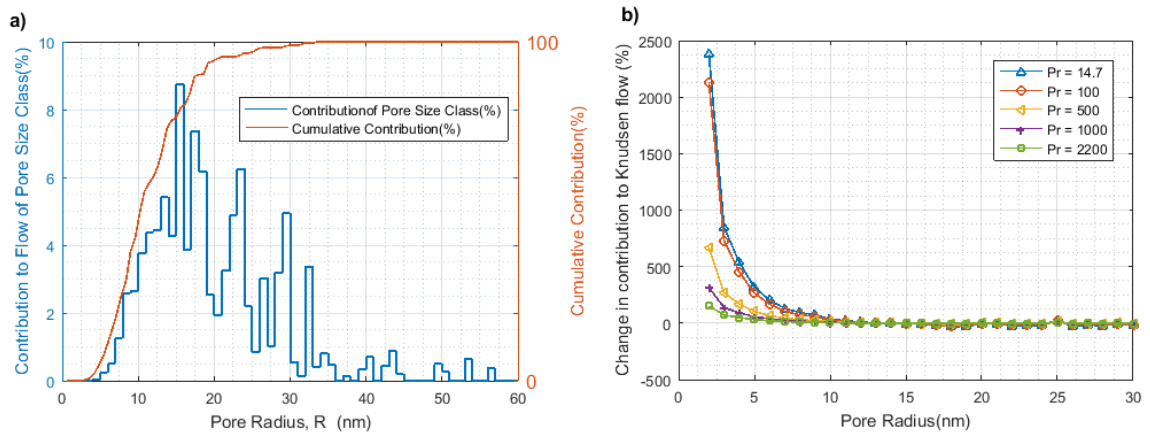 a)
Contribution to Flow of Pore Size Class(%)
10
8
6
4
2
0
0 10 20 30 40 50 60
Pore Radius, R (nm)
Contributionof Pore Size Class(%)
Cumulative Contribution(%)
100
0
Cumulative Contribution(%)
b)
Change in contribution to Knudsen flow (%)
2500
2000
1500
1000
500
0
-500
0 5 10 15 20 25 30
Pore Radius(nm)
Pr = 14.7
Pr = 100
Pr = 500
Pr = 1000
Pr = 2200